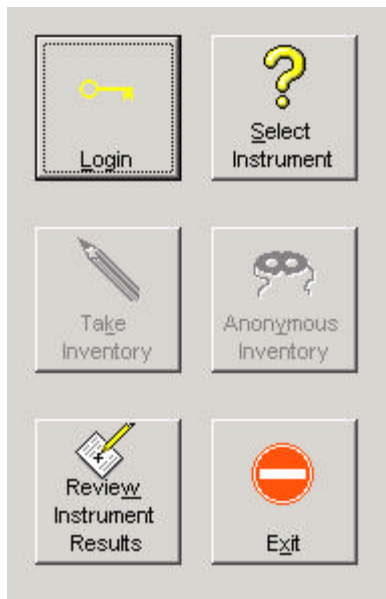 Login
Select
Instrument
Take
Inventory
Anonymous
Inventory
Review
Instrument
Results
Exit